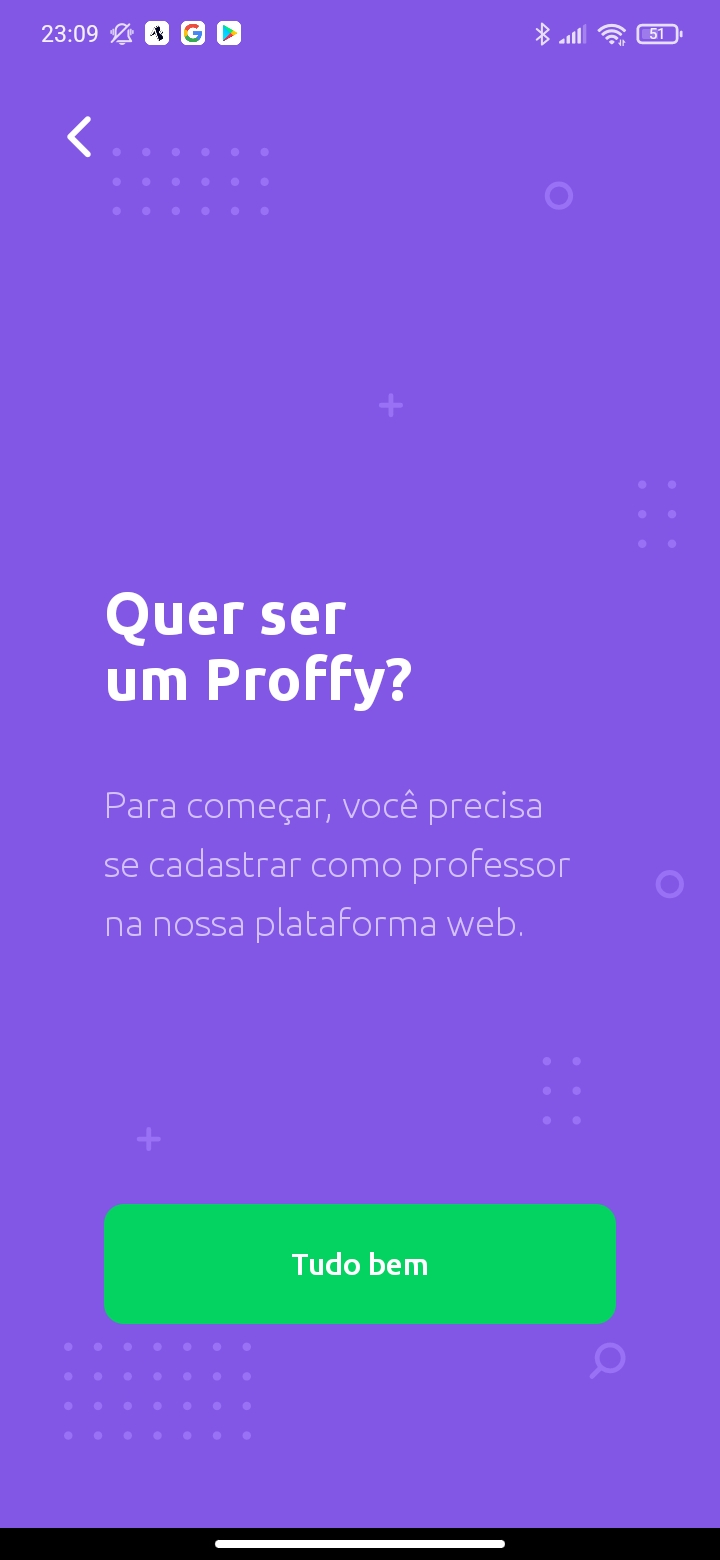 23:09
51
Quer ser
um Proffy?
Para começar, você precisa
se cadastrar como professor
na nossa plataforma web.
Tudo bem